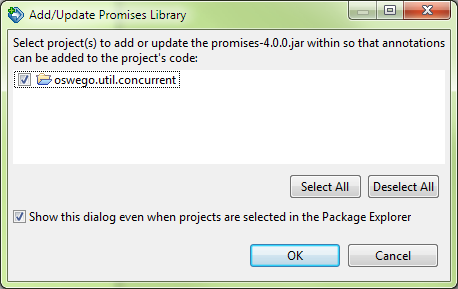 Add/Update Promises Library
Select project(s) to add or update the promises-4.0.0.jar within so that annotations
can be added to the project's code:
oswego.util.concurrent
Select All
Deselect All
Show this dialog even when projects are selected in the Package Explorer
OK
Cancel